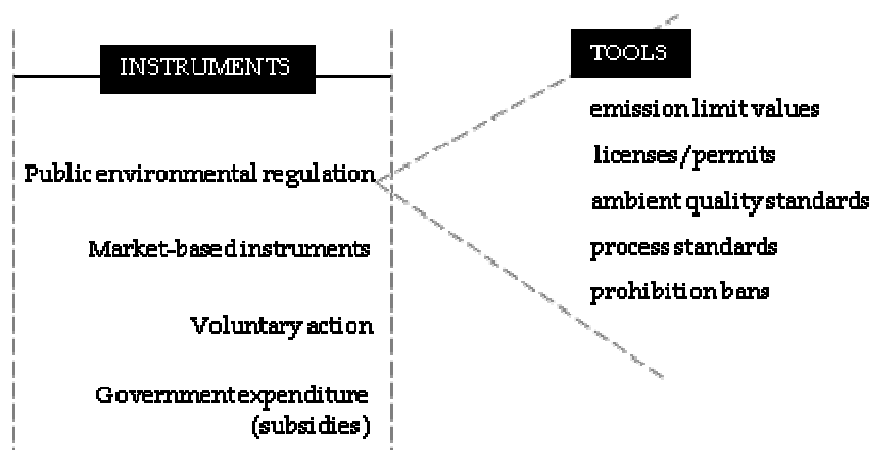 INSTRUMENTS
Public environmental regulation
Market-based instruments
Voluntary action
Government expenditure
(subsidies)
TOOLS
emission limit values
licenses/permits
ambient quality standards
process standards
prohibition bans